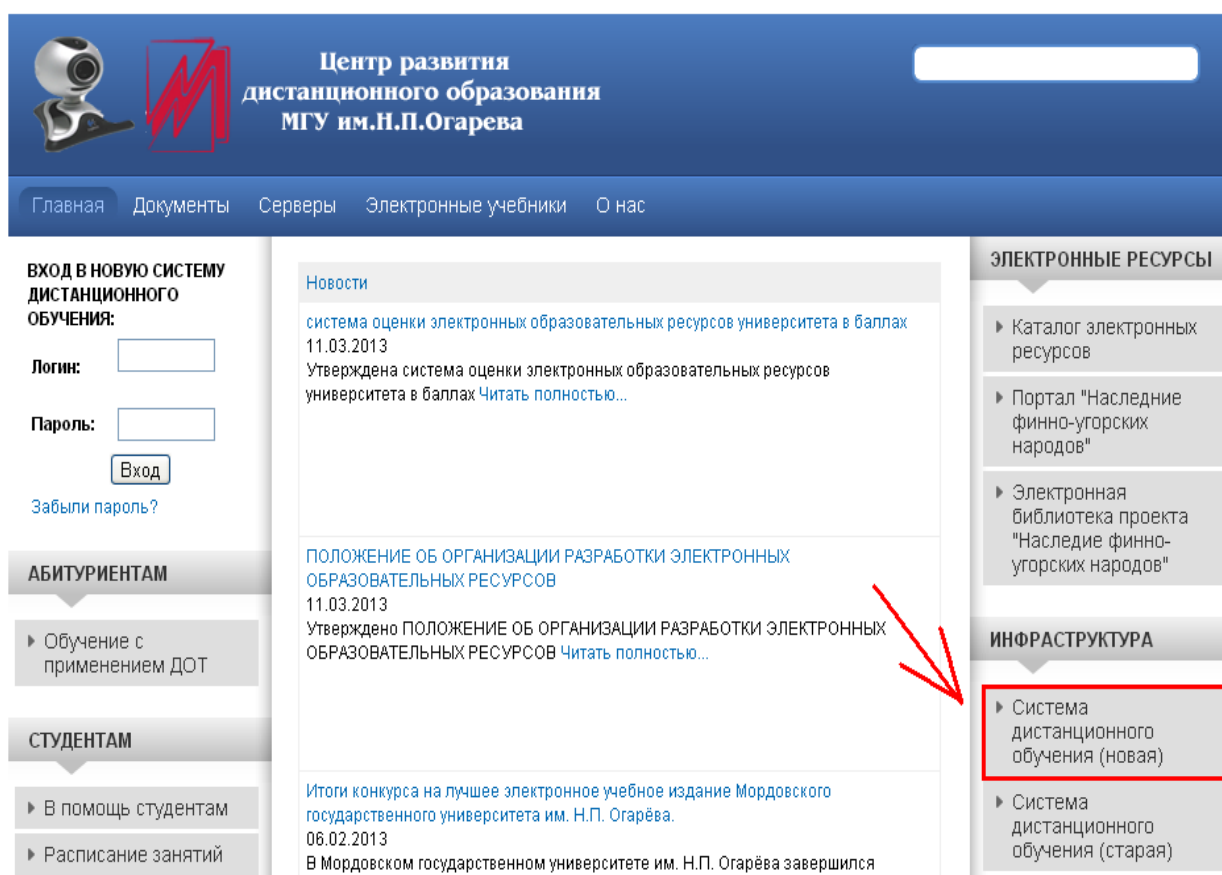 Центр развития
дистанционного образования
МГУ им.Н.П.Огарева
Главная Документы Серверы Электронные учебники О нас
ВХОД В НОВУЮ СИСТЕМУ
ДИСТАНЦИОННОГО
ОБУЧЕНИЯ:
Логин:
Пароль:
Вход
Забыли пароль?
АБИТУРИЕНТАМ
Обучение с
применением ДОТ
СТУДЕНТАМ
В помощь студентам
Расписание занятий
Новости
система оценки электронных образовательных ресурсов университета в баллах
11.03.2013
Утверждена система оценки электронных образовательных ресурсов
университета в баллах Читать полностью...
ПОЛОЖЕНИЕ ОБ ОРГАНИЗАЦИИ РАЗРАБОТКИ ЭЛЕКТРОННЫХ
ОБРАЗОВАТЕЛЬНЫХ РЕСУРСОВ
11.03.2013
Утверждено ПОЛОЖЕНИЕ ОБ ОРГАНИЗАЦИИ РАЗРАБОТКИ ЭЛЕКТРОННЫХ
ОБРАЗОВАТЕЛЬНЫХ РЕСУРСОВ Читать полностью...
Итоги конкурса на лучшее электронное учебное издание Мордовского
государственного университета им. Н.П. Огарёва.
06.02.2013
В Мордовском государственном университете им. Н.П. Огарёва завершился
ЭЛЕКТРОННЫЕ РЕСУРСЫ
Каталог электронных
ресурсов
Портал "Наследние
финно-угорских
народов"
Электронная
библиотека проекта
"Наследие финно-
угорских народов"
ИНФРАСТРУКТУРА
Система
дистанционного
обучения (новая)
Система
дистанционного
обучения (старая)